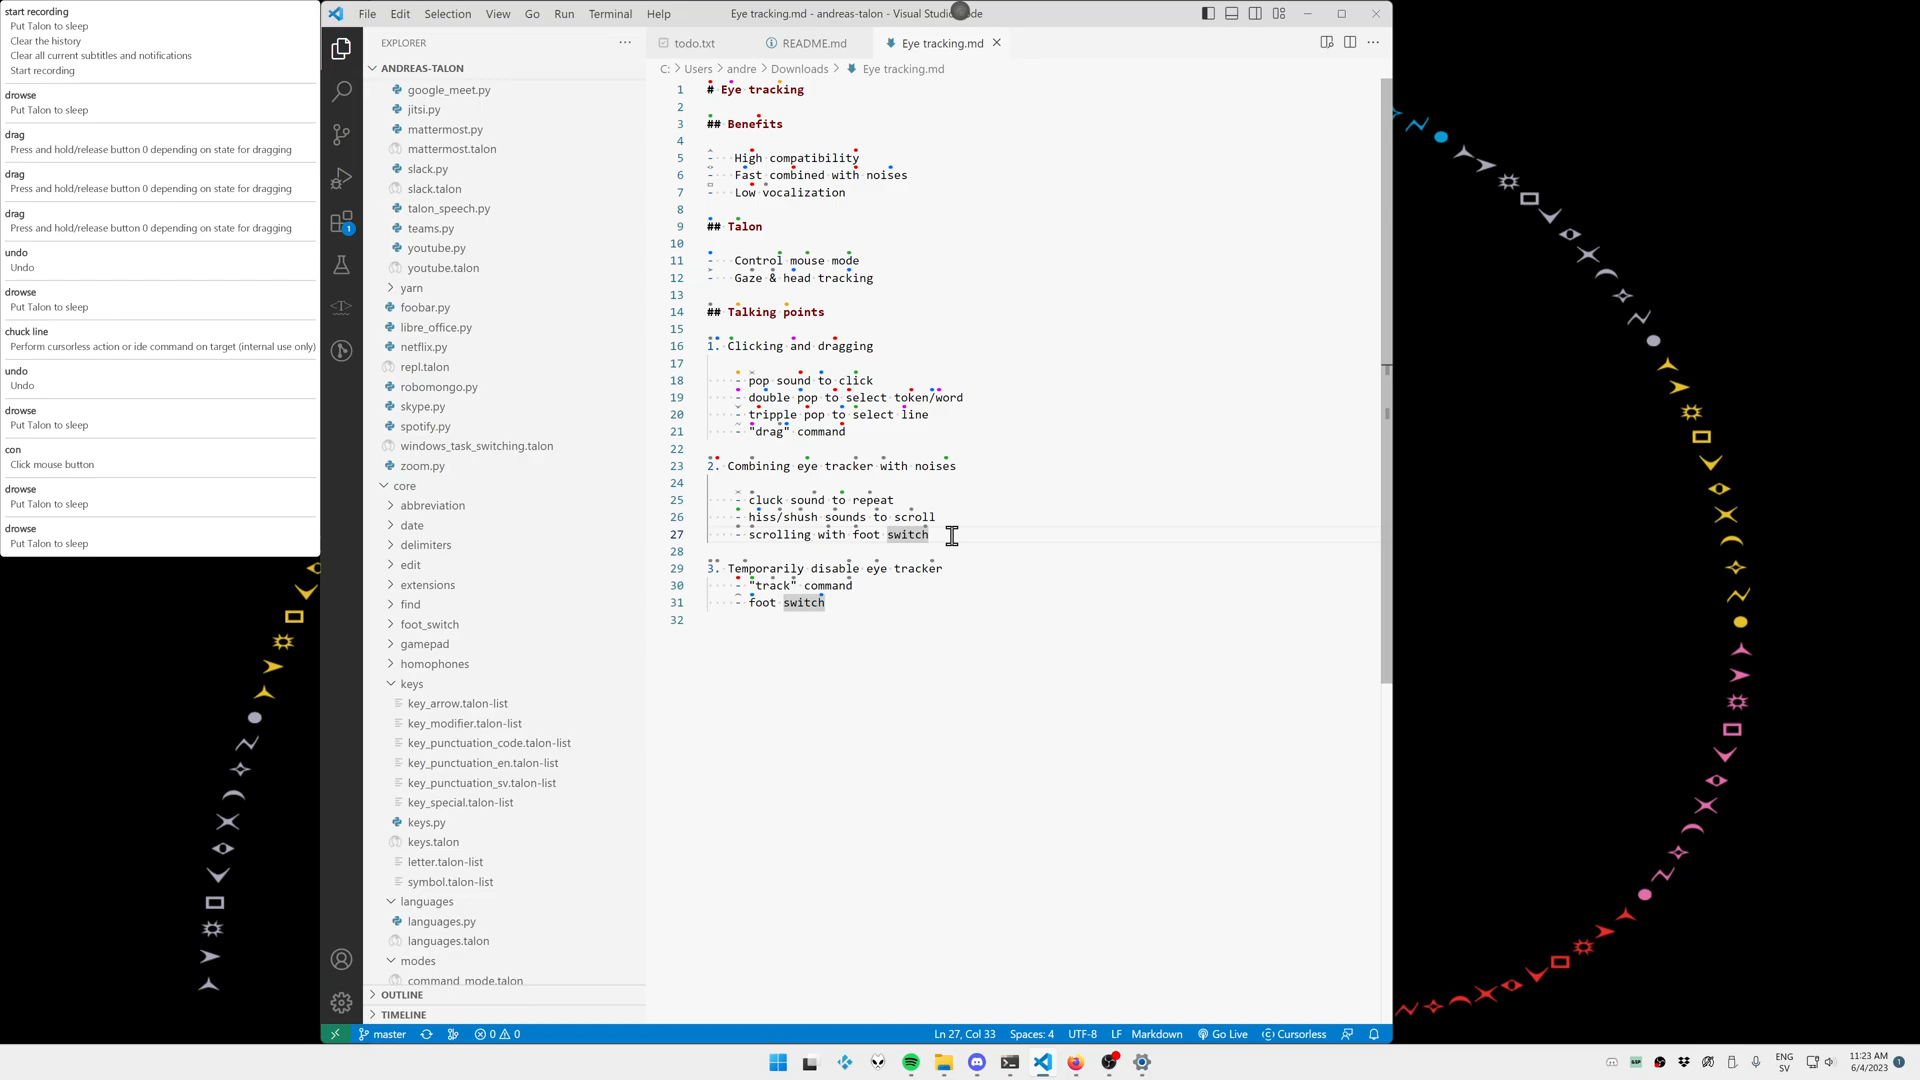 start recording
Put Talon to sleep
Clear the history
Clear all current subtitles and notifications
Start recording
drowse
Put Talon to sleep
drag
Press and hold/release button 0 depending on state for dragging
drag
Press and hold/release button 0 depending on state for dragging
drag
Press and hold/release button 0 depending on state for dragging
undo
Undo
drowse
Put Talon to sleep
chuck line
Perform cursorless action or ide command on target (internal use only)
undo
Undo
drowse
Put Talon to sleep
con
Click mouse button
drowse
Put Talon to sleep
drowse
Put Talon to sleep
File Edit Selection View Go Run Terminal Help
Eye tracking.md - andreas-talon - Visual Studio Code
EXPLORER
ANDREAS-TALON
google_meet.py
jitsi.py
mattermost.py
mattermost.talon
slack.py
slack.talon
talon_speech.py
teams.py
youtube.py
youtube.talon
yarn
foobar.py
libre_office.py
netflix.py
repl.talon
robomongo.py
skype.py
spotify.py
windows_task_switching.talon
zoom.py
core
abbreviation
date
delimiters
edit
extensions
find
foot_switch
gamepad
homophones
keys
key_arrow.talon-list
key_modifier.talon-list
key_punctuation_code.talon-list
key_punctuation_en.talon-list
key_punctuation_sv.talon-list
key_special.talon-list
keys.py
keys.talon
letter.talon-list
symbol.talon-list
languages
languages.py
languages.talon
modes
command_mode.talon
OUTLINE
TIMELINE
1
todo.txt README.md Eye tracking.md
C: > Users > andre > Downloads > Eye tracking.md
1 # Eye tracking
2
3 ## Benefits
4
5 - High compatibility
6 - Fast combined with noises
7 - Low vocalization
8
9 ## Talon
10
11 - Control mouse mode
12 - Gaze & head tracking
13
14 ## Talking points
15
16 1. Clicking and dragging
17
18 - pop sound to click
19 - double pop to select token/word
20 - tripple pop to select line
21 - "drag" command
22
23 2. Combining eye tracker with noises
24
25 - cluck sound to repeat
26 - hiss/shush sounds to scroll
27 - scrolling with foot switch
28
29 3. Temporarily disable eye tracker
30 - "track" command
31 - foot switch
32
master 0 0 Ln 27, Col 33 Spaces: 4 UTF-8 LF Markdown Go Live Cursorless
ENG
SV
11:23 AM
6/4/2023
1